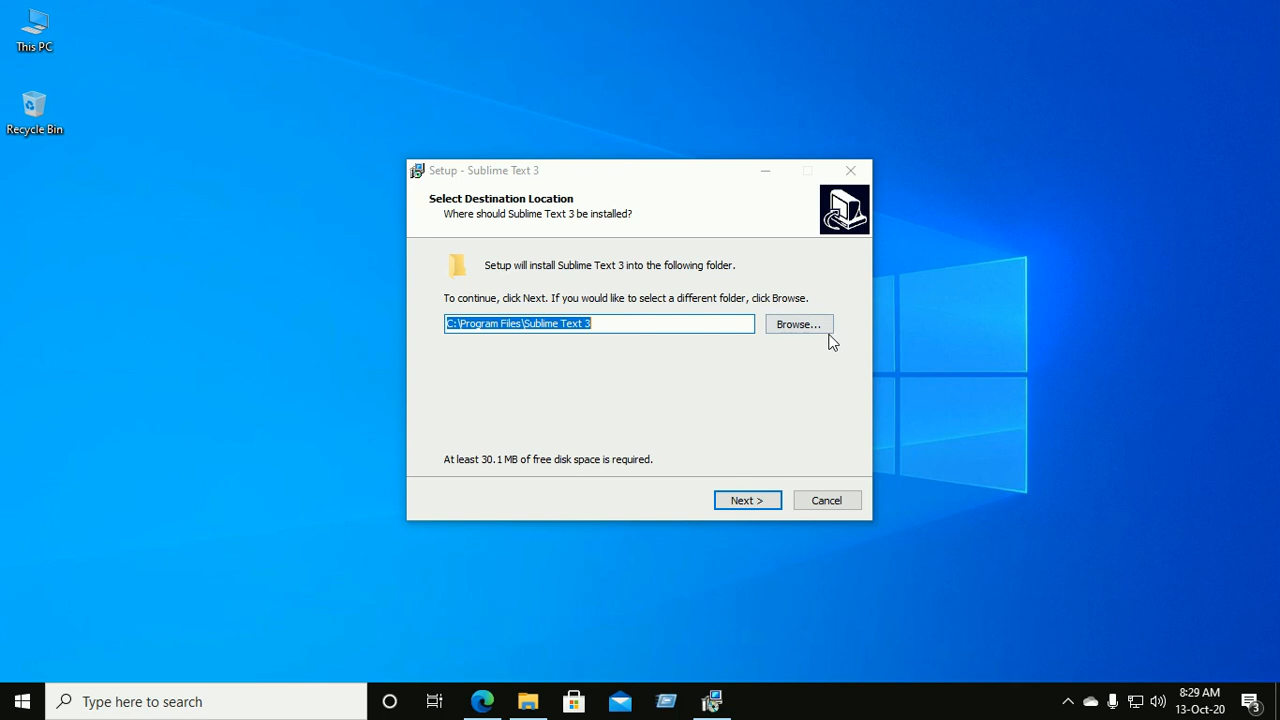 This PC
Recycle Bin
Setup - Sublime Text 3
Select Destination Location
Where should Sublime Text 3 be installed?
Setup will install Sublime Text 3 into the following folder.
To continue, click Next. If you would like to select a different folder, click Browse.
C:\Program Files\Sublime Text 3
Browse...
At least 30.1 MB of free disk space is required.
Next >
Cancel
Type here to search
8:29 AM
13-Oct-20
3